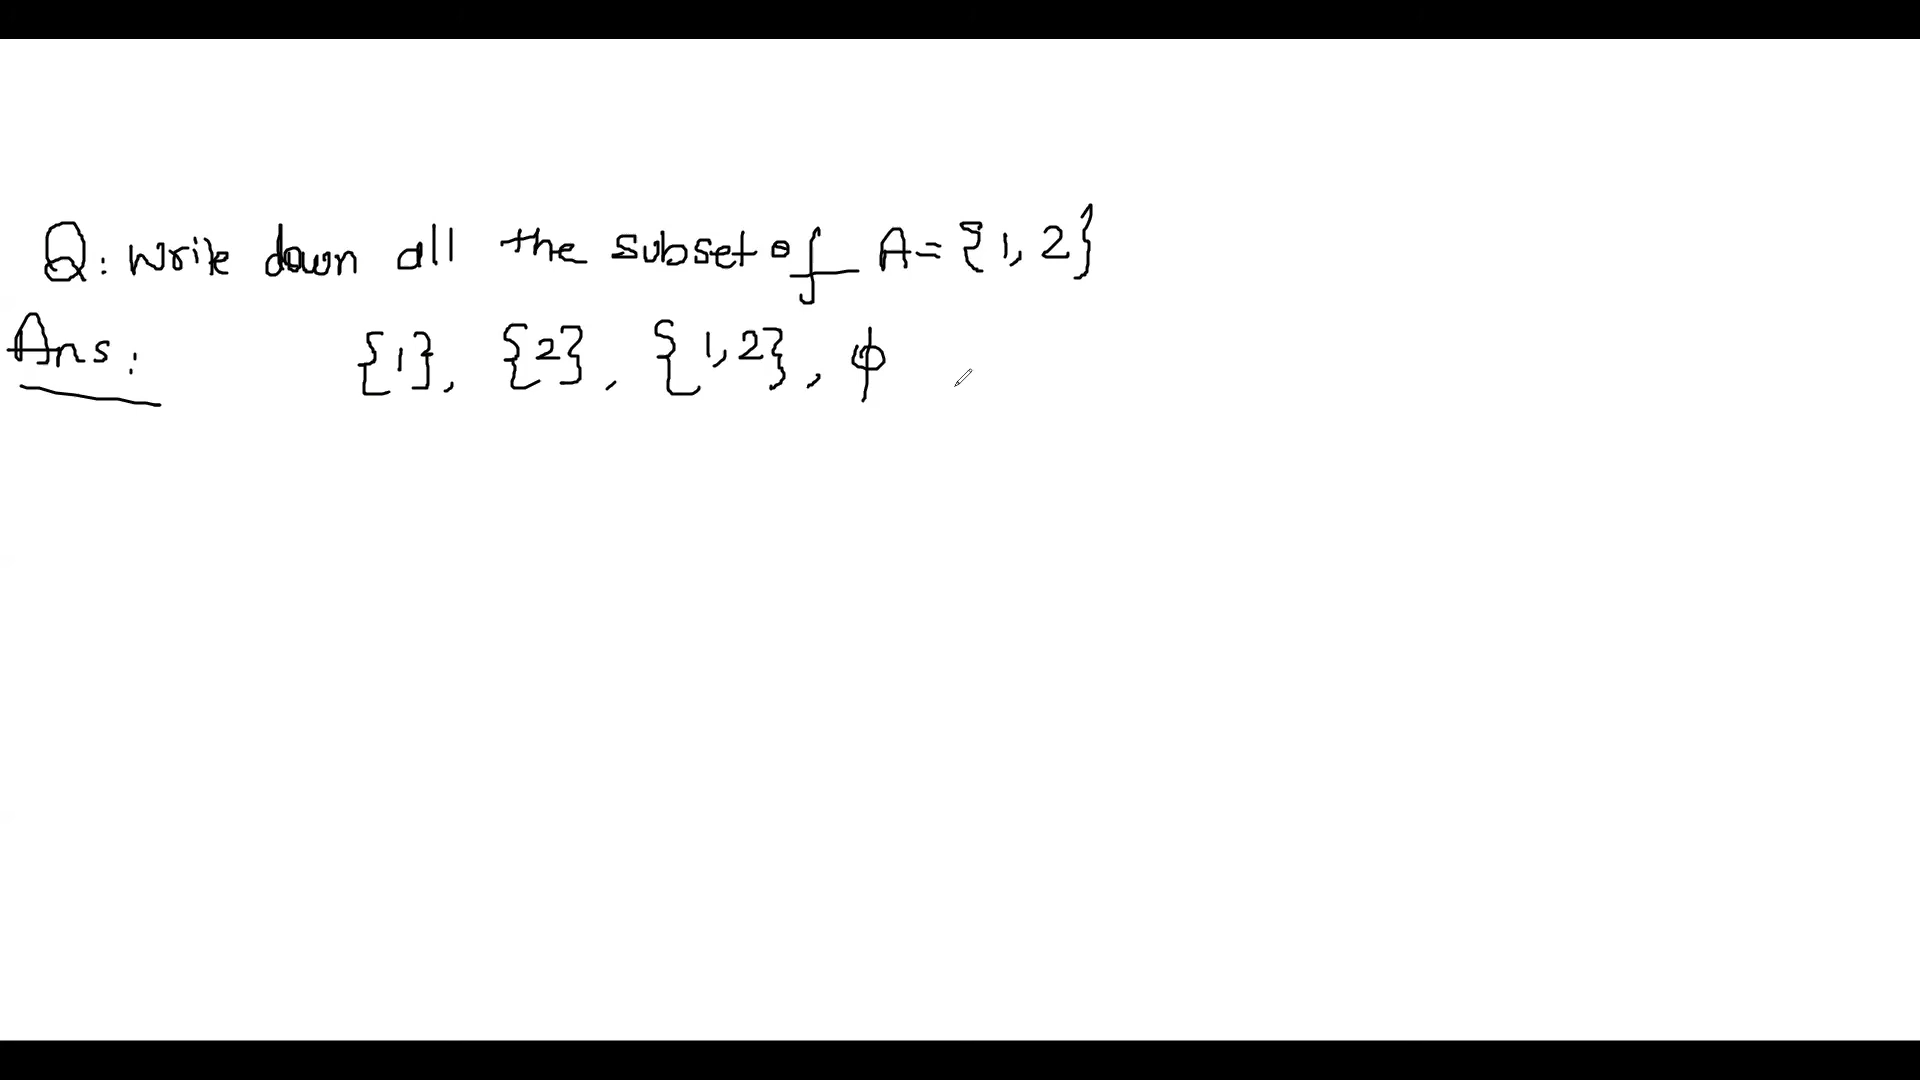 Q: write down all the subset of A = {1, 2}
Ans: {1}, {2}, {1, 2}, φ